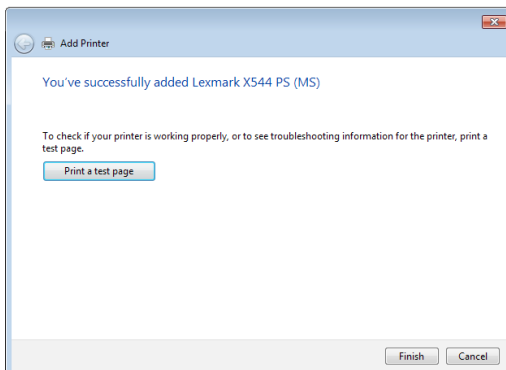 Add Printer
You've successfully added Lexmark X544 PS (MS)
To check if your printer is working properly, or to see troubleshooting information for the printer, print a
test page.
Print a test page
Finish Cancel